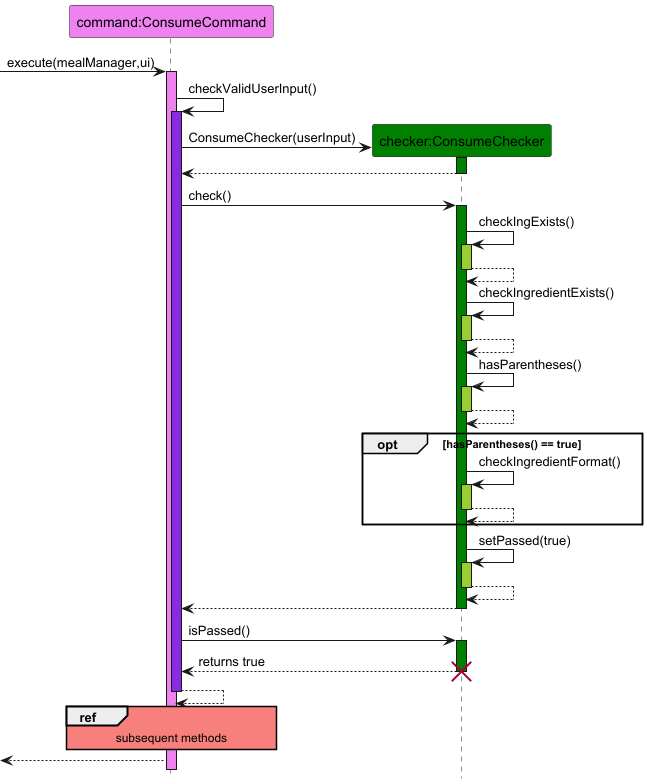 command:ConsumeCommand
execute(mealManager,ui)
checkValidUserInput()
ConsumeChecker(userInput)
checker:ConsumeChecker
check()
checkIngExists()
checkIngredientExists()
hasParentheses()
opt
[hasParentheses() == true]
checkIngredientFormat()
setPassed(true)
isPassed()
returns true
ref
subsequent methods